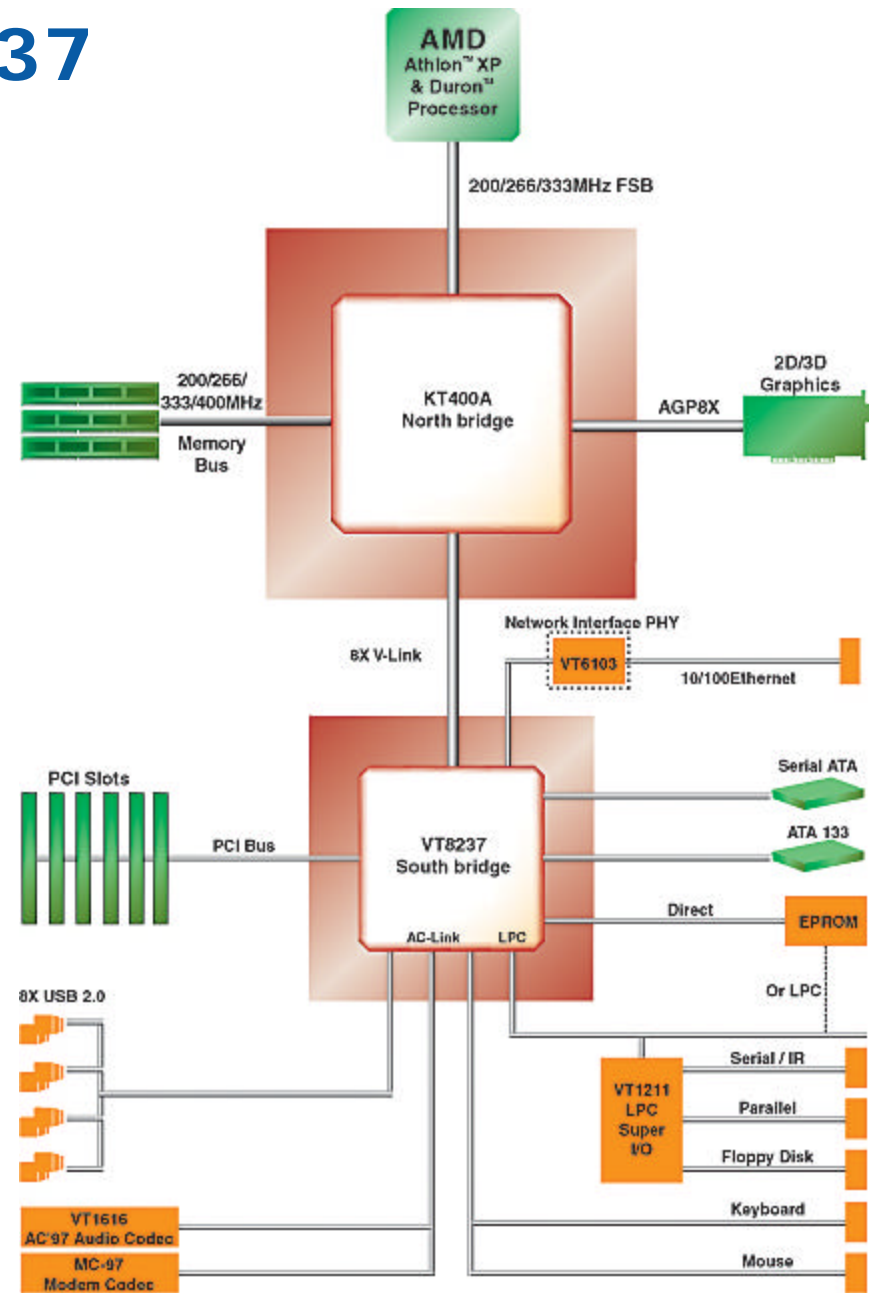 37
AMD
Athlon™ XP
& Duron™
Processor
200/266/333MHz FSB
200/266/
333/400MHz
Memory
Bus
KT400A
North bridge
AGP8X
2D/3D
Graphics
8X V-Link
Network Interface PHY
VT6103
10/100Ethernet
PCI Slots
PCI Bus
VT8237
South bridge
AC-Link
LPC
Serial ATA
ATA 133
Direct
EPROM
Or LPC
8X USB 2.0
VT1211
LPC
Super
I/O
Serial / IR
Parallel
Floppy Disk
Keyboard
Mouse
VT1616
AC'97 Audio Codec
MC-97
Modem Codec